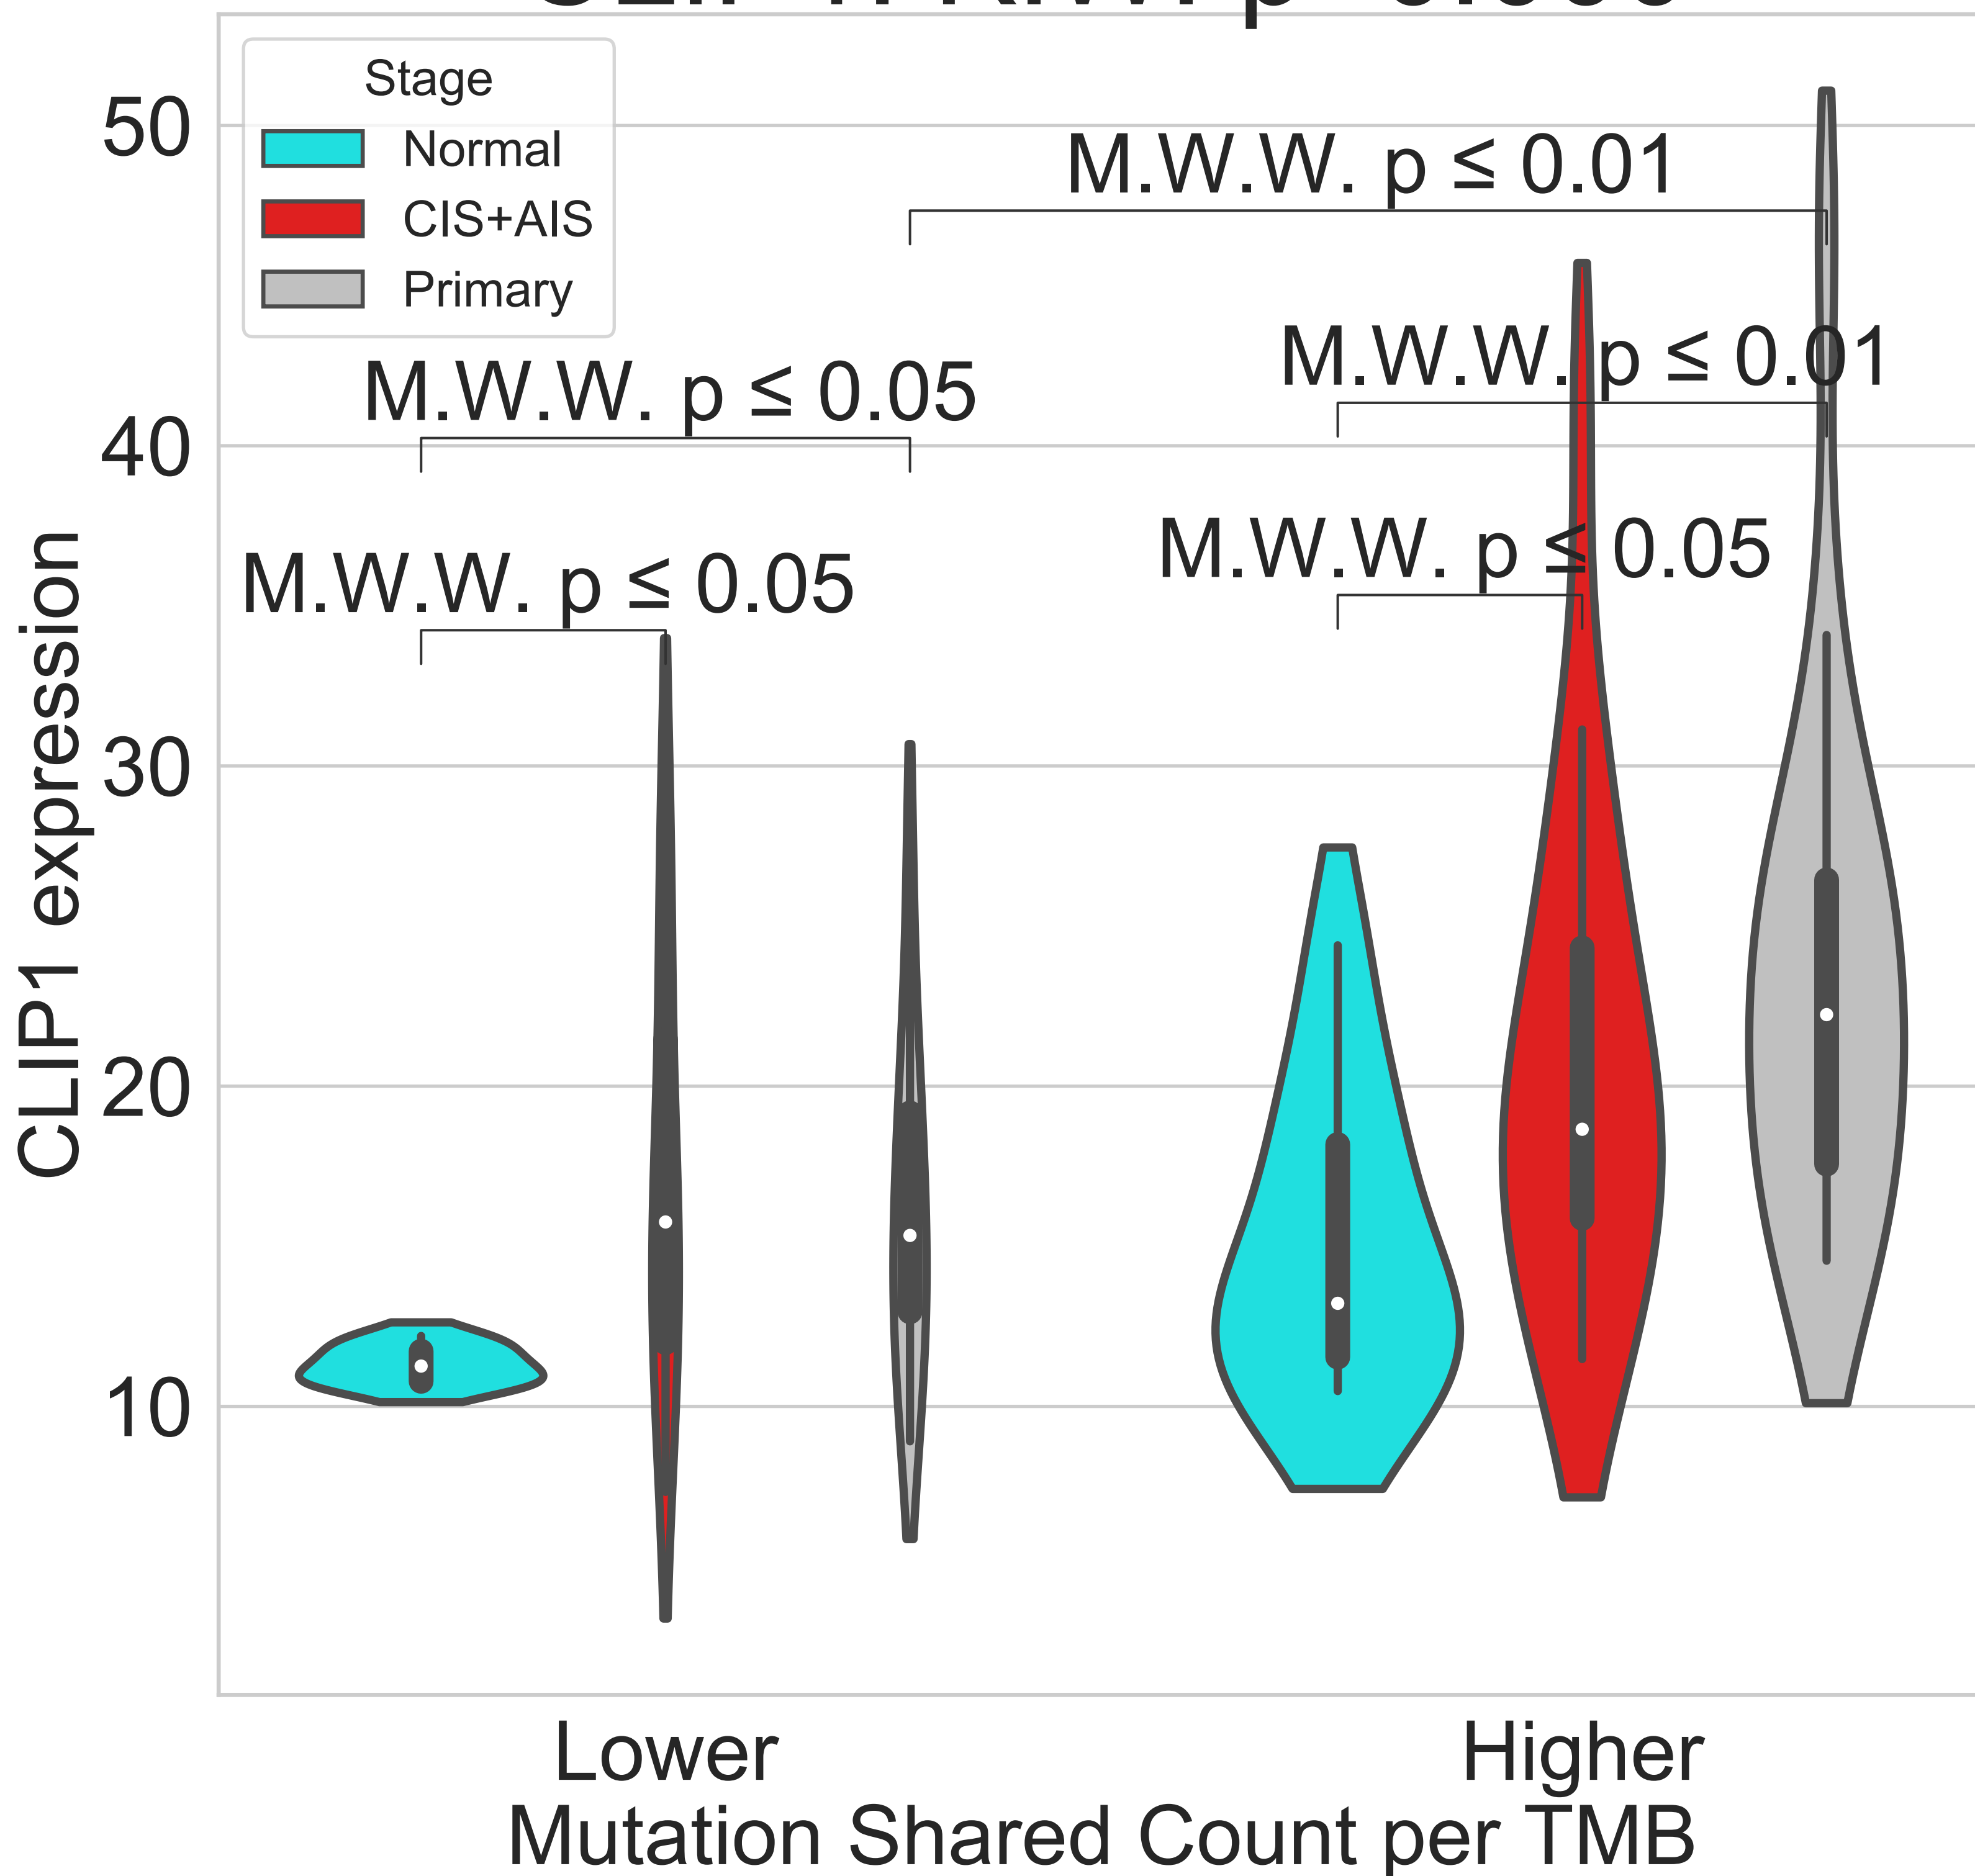 Stage
Normal
CIS+AIS
Primary
M.W.W. p ≤ 0.01
M.W.W. p ≤ 0.01
M.W.W. p ≤ 0.05
M.W.W. p ≤ 0.05
M.W.W. p ≤ 0.05
CLIP1 expression
50
40
30
20
10
Lower
Higher
Mutation Shared Count per TMB